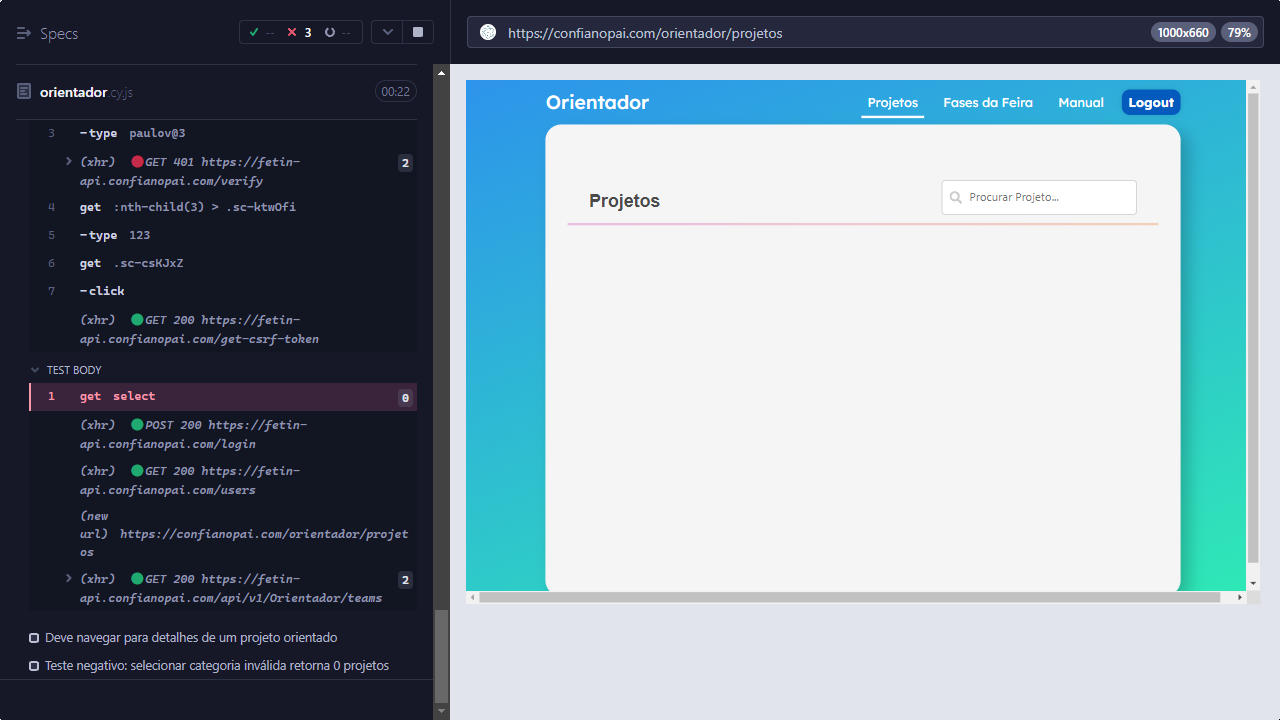 Specs
-- 3 --
orientador.cy.js
00:22
3 -type paulov@3
(xhr) GET 401 https://fetin-
api.confianopai.com/verify
2
4 get :nth-child(3) > .sc-ktwOfi
5 -type 123
6 get .sc-csKJxZ
7 -click
(xhr) GET 200 https://fetin-
api.confianopai.com/get-csrf-token
TEST BODY
1 get select 0
(xhr) POST 200 https://fetin-
api.confianopai.com/login
(xhr) GET 200 https://fetin-
api.confianopai.com/users
(new
url) https://confianopai.com/orientador/projet
os
(xhr) GET 200 https://fetin-
api.confianopai.com/api/v1/Orientador/teams
2
Deve navegar para detalhes de um projeto orientado
Teste negativo: selecionar categoria inválida retorna 0 projetos
https://confianopai.com/orientador/projetos
1000x660 79%
Orientador
Projetos Fases da Feira Manual Logout
Projetos
Procurar Projeto...